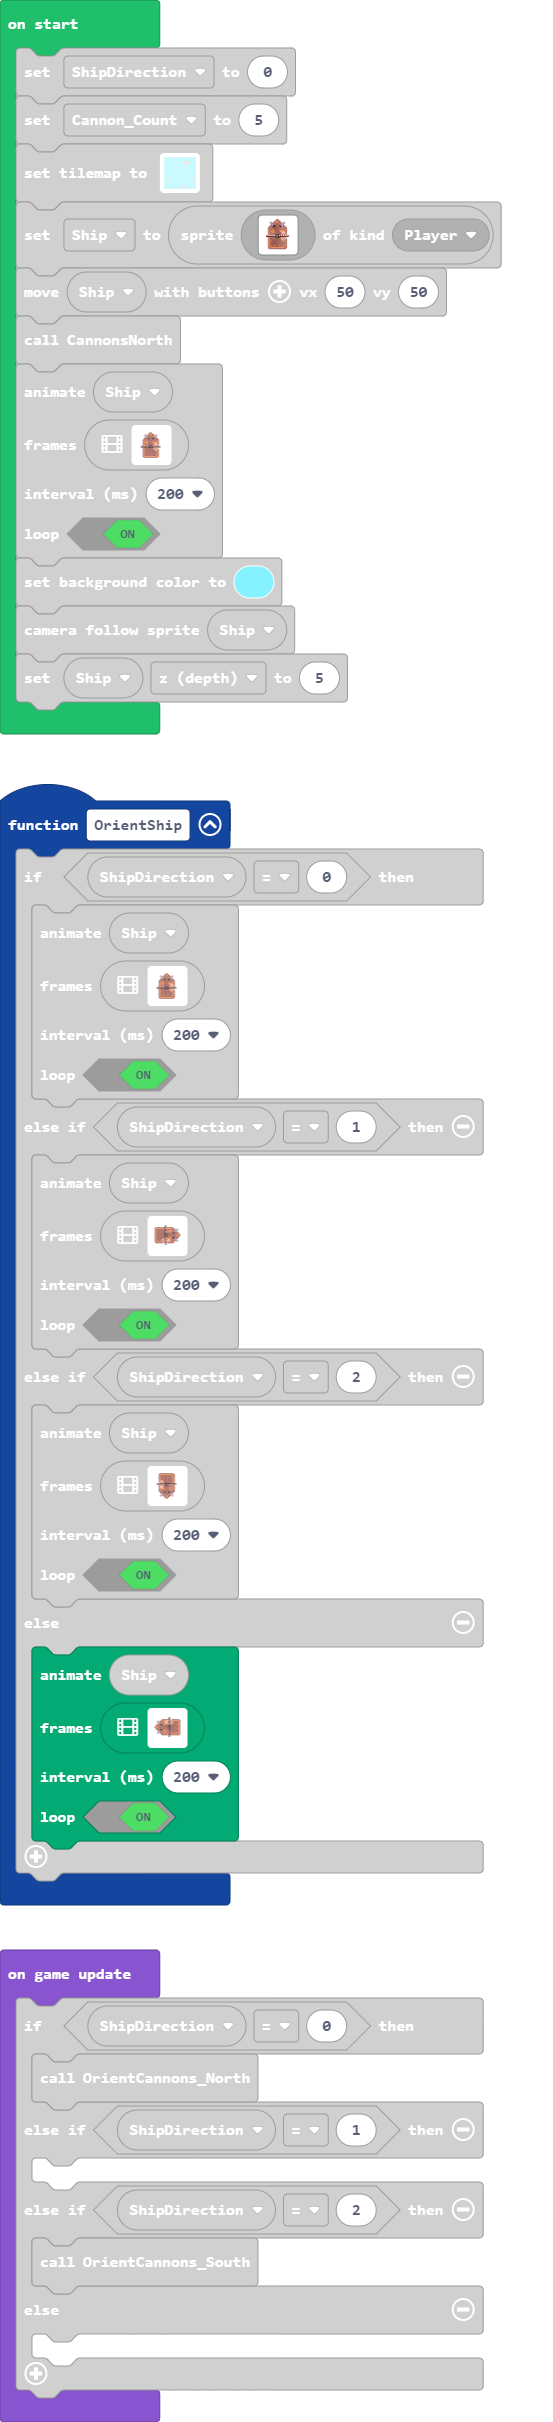 on start
set ShipDirection to 0
set Cannon_Count to 5
set tilemap to
set Ship to sprite of kind Player
move Ship with buttons vx 50 vy 50
call CannonsNorth
animate Ship
frames
interval (ms) 200
loop ON
set background color to
camera follow sprite Ship
set Ship z (depth) to 5
function OrientShip
if ShipDirection = 0 then
animate Ship
frames
interval (ms) 200
loop ON
else if ShipDirection = 1 then
animate Ship
frames
interval (ms) 200
loop ON
else if ShipDirection = 2 then
animate Ship
frames
interval (ms) 200
loop ON
else
animate Ship
frames
interval (ms) 200
loop ON
on game update
if ShipDirection = 0 then
call OrientCannons_North
else if ShipDirection = 1 then
else if ShipDirection = 2 then
call OrientCannons_South
else